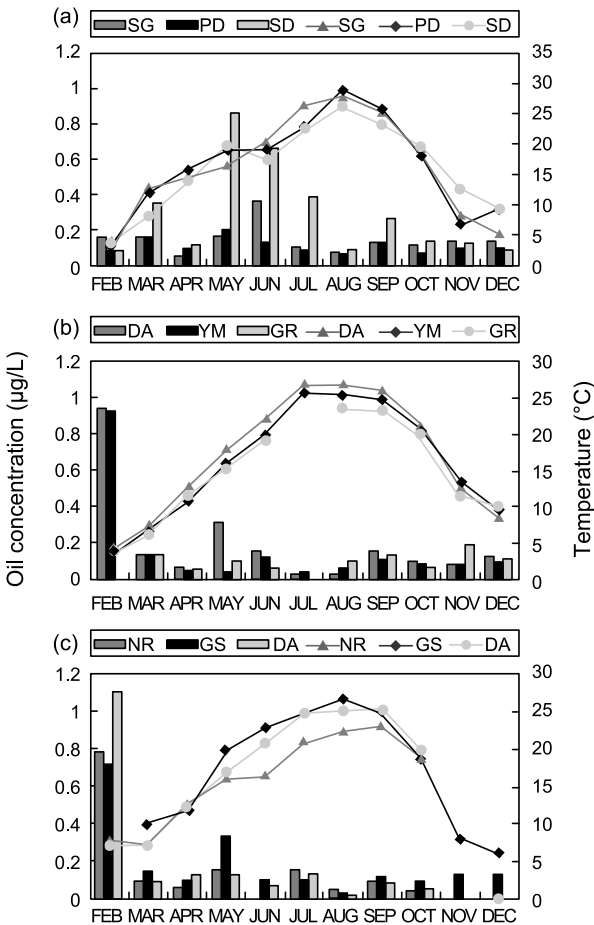 (a)
SG PD SD SG PD SD
1.2 35
1 30
0.8 25
0.6 20
0.4 15
0.2 10
0 5
0
FEB MAR APR MAY JUN JUL AUG SEP OCT NOV DEC
(b)
DA YM GR DA YM GR
1.2 30
1 25
0.8 20
0.6 15
0.4 10
0.2 5
0 0
FEB MAR APR MAY JUN JUL AUG SEP OCT NOV DEC
Oil concentration (µg/L)
Temperature (°C)
(c)
NR GS DA NR GS DA
1.2 30
1 25
0.8 20
0.6 15
0.4 10
0.2 5
0 0
FEB MAR APR MAY JUN JUL AUG SEP OCT NOV DEC